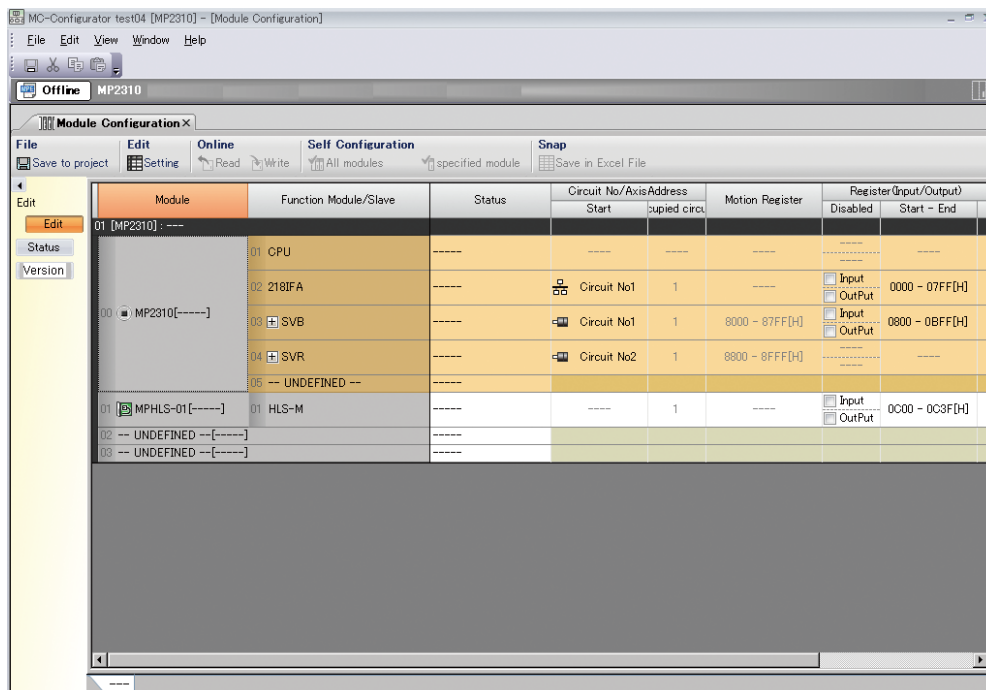 MC-Configurator test04 [MP2310] - [Module Configuration]
File Edit View Window Help
Offline MP2310
Module Configuration×
File Edit Online Self Configuration Snap
Save to project Setting Read Write All modules specified module Save in Excel File
Edit
Edit
Status
Version
Module Function Module/Slave Status Circuit No/AxisAddress Motion Register Register(Input/Output)
Start cupied circu Disabled Start - End
01 [MP2310] : ---
01 CPU ----- ---- ---- ---- ---- ---- ----
02 218IFA ----- Circuit No1 1 ---- Input OutPut 0000 - 07FF[H]
00 MP2310[-----]
03 SVB ----- Circuit No1 1 8000 - 87FF[H] Input OutPut 0800 - 0BFF[H]
04 SVR ----- Circuit No2 1 8800 - 8FFF[H] ---- ---- ----
05 -- UNDEFINED -- -----
01 MPHLS-01[-----] 01 HLS-M ----- ---- 1 ---- Input OutPut 0C00 - 0C3F[H]
02 -- UNDEFINED --[-----] -----
03 -- UNDEFINED --[-----] -----
---